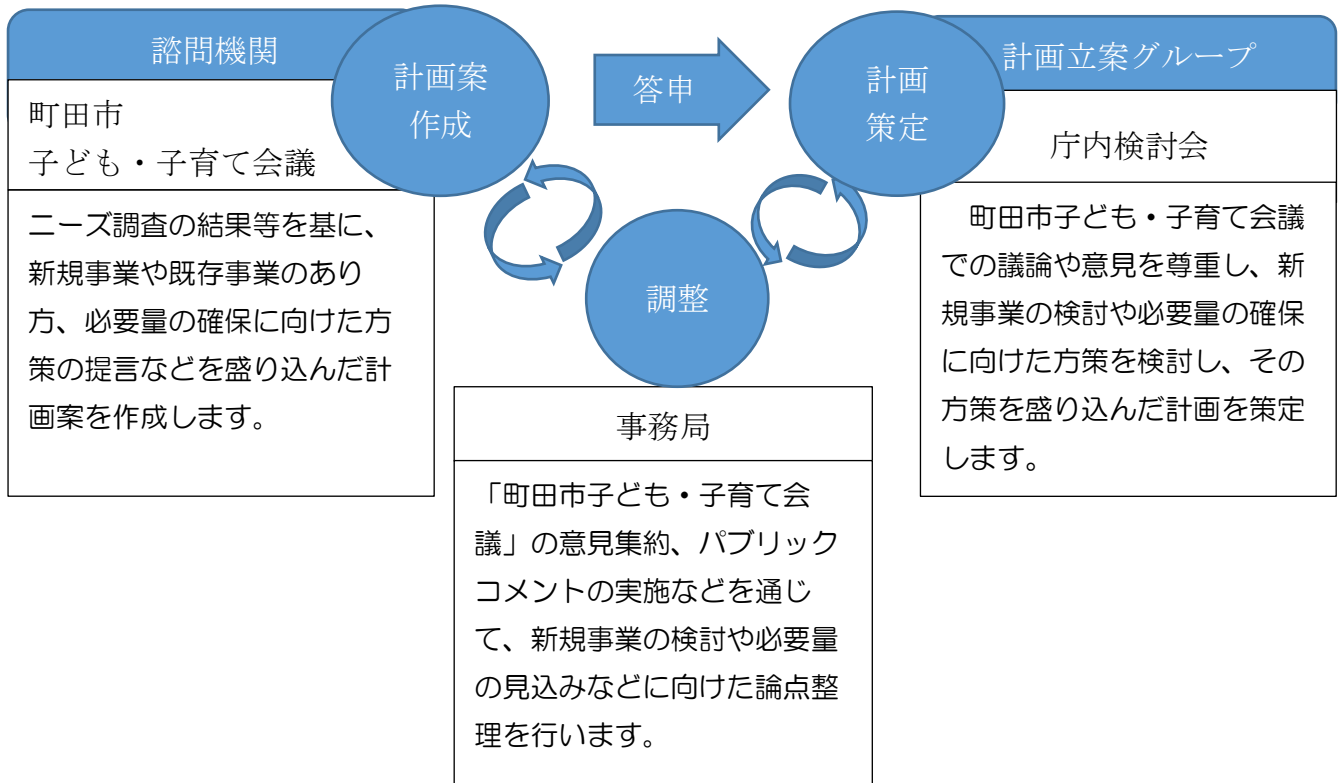 諮問機関
計画案
作成
町田市
子ども・子育て会議
ニーズ調査の結果等を基に、
新規事業や既存事業のあり
方、必要量の確保に向けた方
策の提言などを盛り込んだ計
画案を作成します。
答申
計画
策定
計画立案グループ
庁内検討会
町田市子ども・子育て会議
での議論や意見を尊重し、新
規事業の検討や必要量の確保
に向けた方策を検討し、その
方策を盛り込んだ計画を策定
します。
調整
事務局
「町田市子ども・子育て会
議」の意見集約、パブリック
コメントの実施などを通じ
て、新規事業の検討や必要量
の見込みなどに向けた論点整
理を行います。